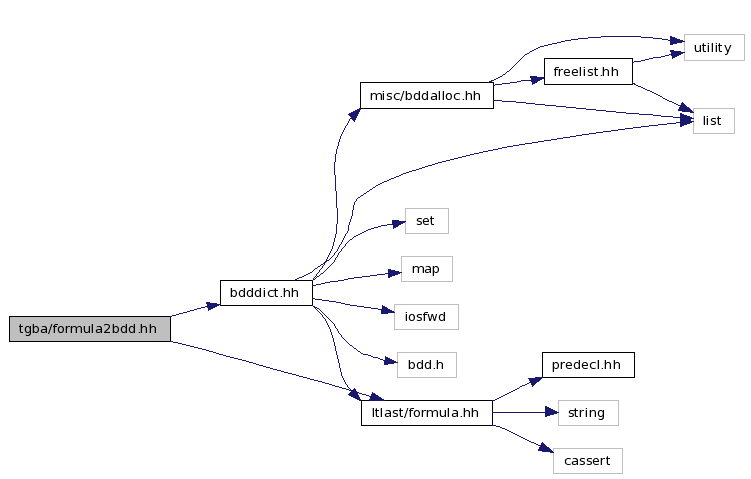 utility
freelist.hh
misc/bddalloc.hh
list
set
map
bdddict.hh
iosfwd
tgba/formula2bdd.hh
bdd.h
predecl.hh
ltlast/formula.hh
string
cassert